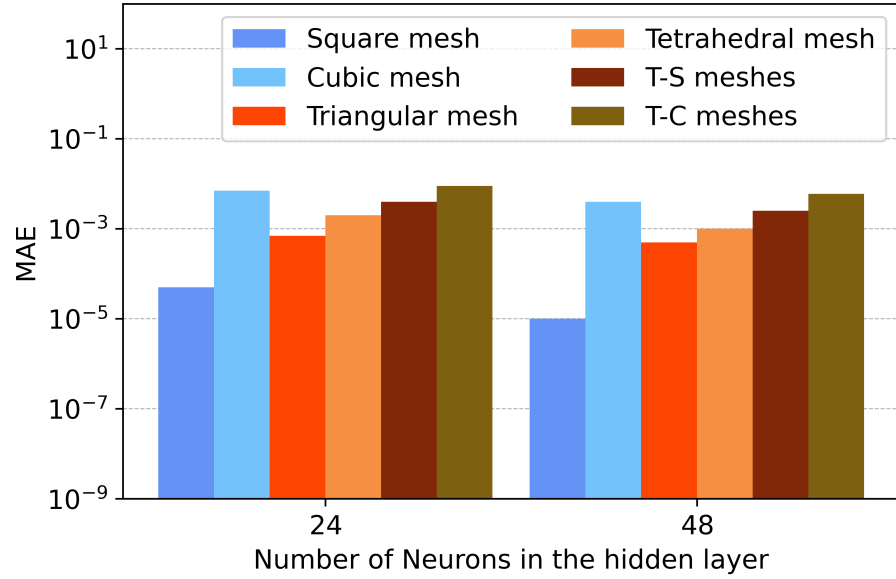 Square mesh
Cubic mesh
Triangular mesh
Tetrahedral mesh
T-S meshes
T-C meshes
MAE
10^1
10^−1
10^−3
10^−5
10^−7
10^−9
24
48
Number of Neurons in the hidden layer